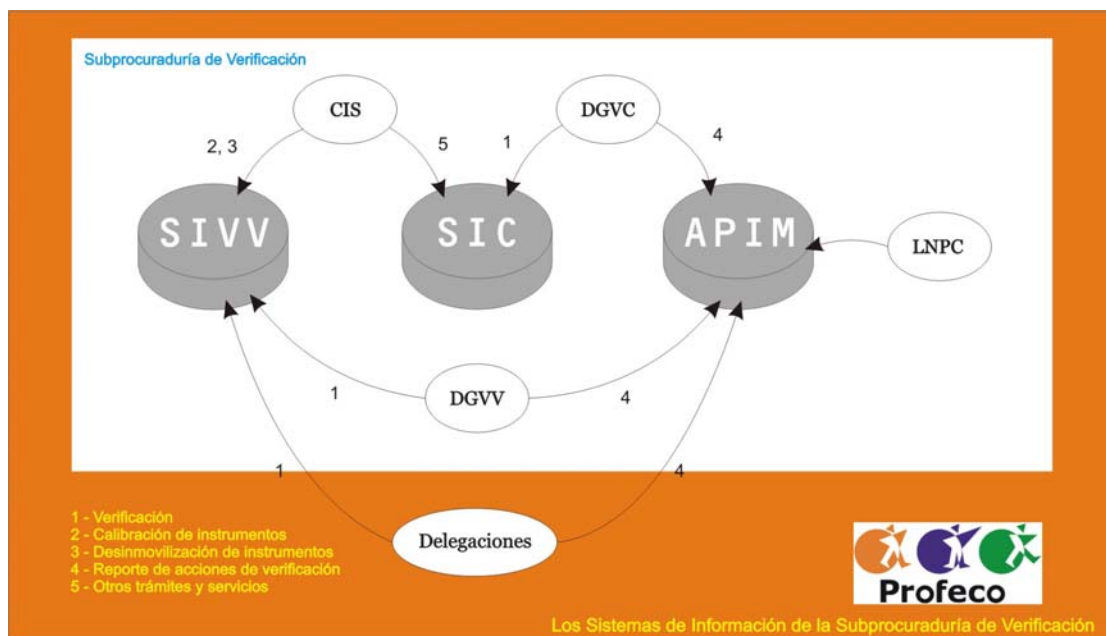 Subprocuraduría de Verificación
CIS
DGVC
2, 3
5
1
4
SIVV
SIC
APIM
LNPC
1
DGVV
4
1
4
Delegaciones
1 - Verificación
2 - Calibración de instrumentos
3 - Desinmovilización de instrumentos
4 - Reporte de acciones de verificación
5 - Otros trámites y servicios
Profeco
Los Sistemas de Información de la Subprocuraduría de Verificación